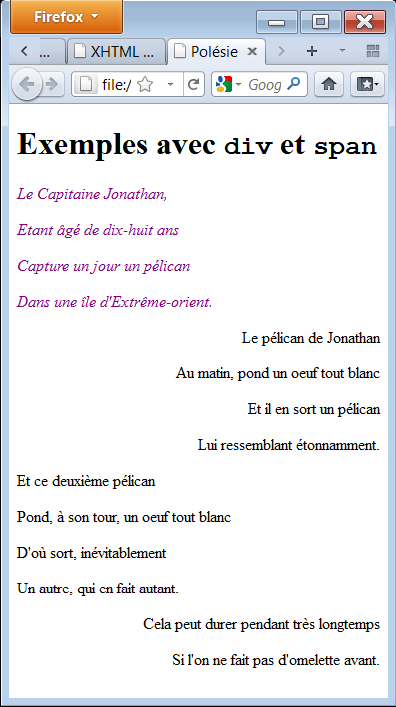 Firefox
... XHTML ... Polésie
file:/ Goog
Exemples avec div et span
Le Capitaine Jonathan,
Etant âgé de dix-huit ans
Capture un jour un pélican
Dans une île d'Extrême-orient.
Le pélican de Jonathan
Au matin, pond un oeuf tout blanc
Et il en sort un pélican
Lui ressemblant étonnamment.
Et ce deuxième pélican
Pond, à son tour, un oeuf tout blanc
D'où sort, inévitablement
Un autre, qui en fait autant.
Cela peut durer pendant très longtemps
Si l'on ne fait pas d'omelette avant.